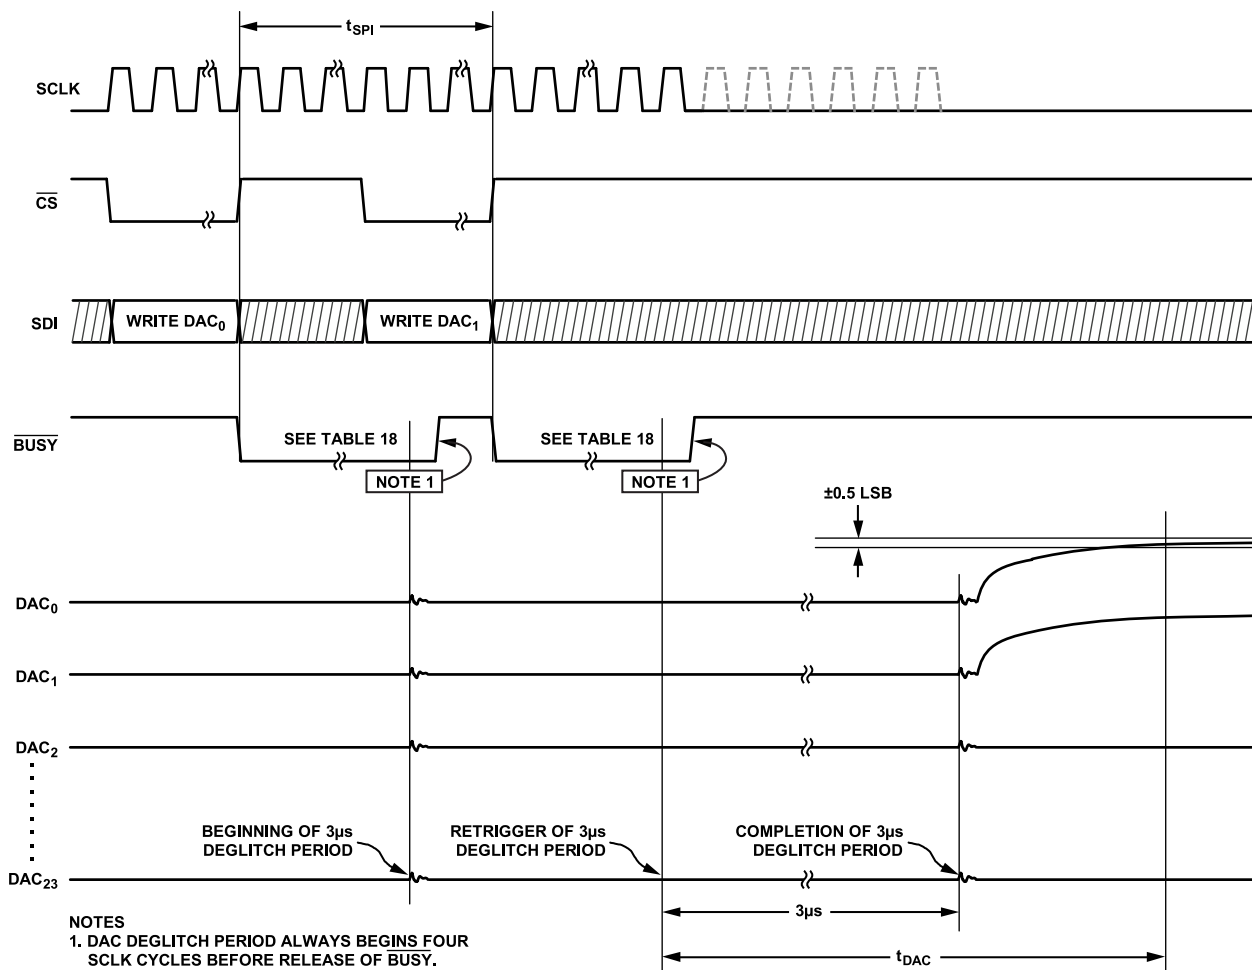 tSPI
SCLK
CS
SDI
WRITE DAC0
WRITE DAC1
BUSY
SEE TABLE 18
SEE TABLE 18
NOTE 1
NOTE 1
±0.5 LSB
DAC0
DAC1
DAC2
BEGINNING OF 3µs
DEGLITCH PERIOD
RETRIGGER OF 3µs
DEGLITCH PERIOD
COMPLETION OF 3µs
DEGLITCH PERIOD
DAC23
3µs
NOTES
1. DAC DEGLITCH PERIOD ALWAYS BEGINS FOUR
SCLK CYCLES BEFORE RELEASE OF BUSY.
tDAC